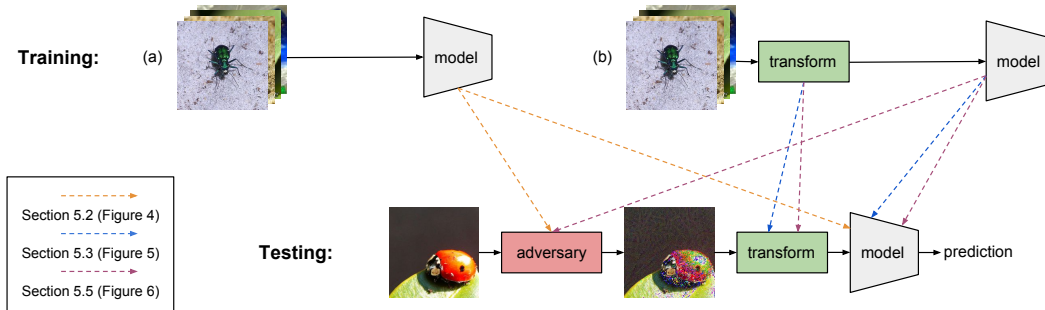 Training:
(a)
model
(b)
transform
model
Section 5.2 (Figure 4)
Section 5.3 (Figure 5)
Section 5.5 (Figure 6)
Testing:
adversary
transform
model
prediction